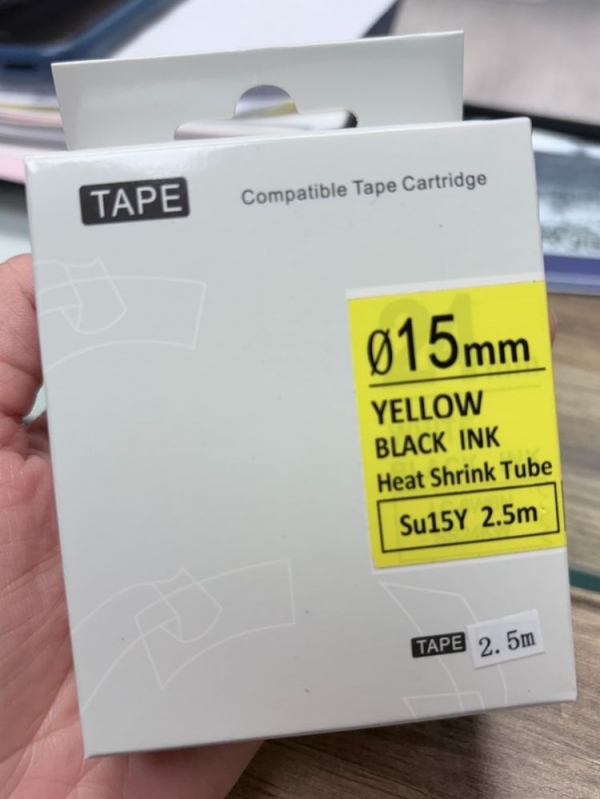 TAPE
Compatible Tape Cartridge
Ø15mm
YELLOW
BLACK INK
Heat Shrink Tube
Su15Y 2.5m
TAPE 2.5m